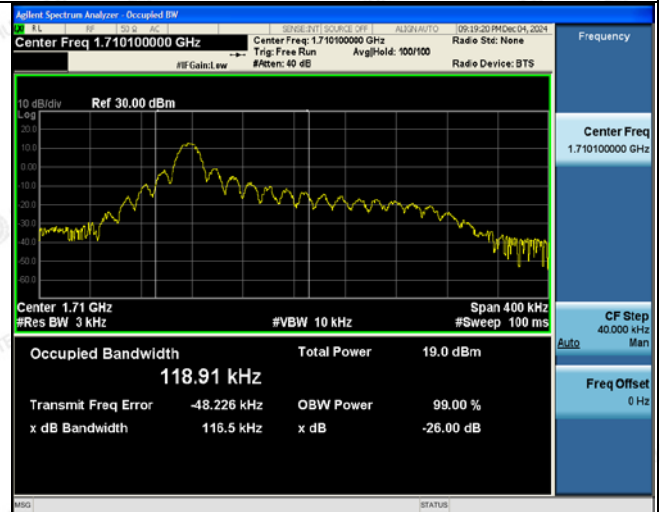 Agilent Spectrum Analyzer - Occupied BW
RL RF 50 Ω AC SENSE:INT SOURCE OFF ALIGN AUTO 09:19:20 PM Dec 04, 2024
Center Freq 1.710100000 GHz
Center Freq: 1.710100000 GHz
Radio Std: None
Trig: Free Run Avg|Hold: 100/100
#IFGain:Low #Atten: 40 dB Radio Device: BTS
10 dB/div Ref 30.00 dBm
Log
20.0
10.0
0.00
-10.0
-20.0
-30.0
-40.0
-50.0
-60.0
Center 1.71 GHz Span 400 kHz
#Res BW 3 kHz #VBW 10 kHz #Sweep 100 ms
Occupied Bandwidth Total Power 19.0 dBm
118.91 kHz
Transmit Freq Error -48.226 kHz OBW Power 99.00 %
x dB Bandwidth 116.5 kHz x dB -26.00 dB
MSG STATUS
Frequency
Center Freq
1.710100000 GHz
CF Step
40.000 kHz
Auto Man
Freq Offset
0 Hz